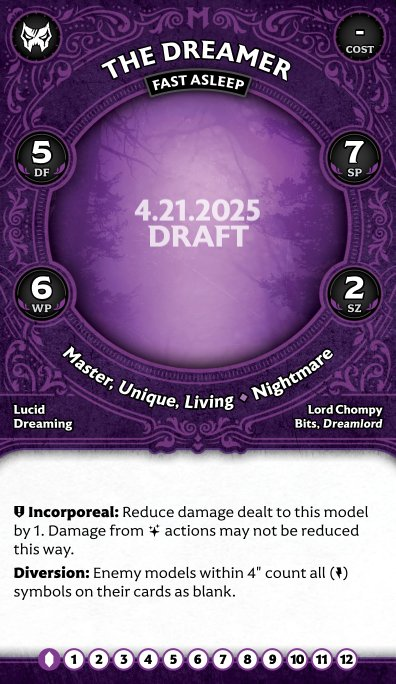 -
COST
THE DREAMER
FAST ASLEEP
5
DF
7
SP
4.21.2025
DRAFT
6
WP
2
SZ
Master, Unique, Living ◆ Nightmare
Lucid
Dreaming
Lord Chompy
Bits, Dreamlord
Incorporeal: Reduce damage dealt to this model
by 1. Damage from actions may not be reduced
this way.
Diversion: Enemy models within 4" count all ( )
symbols on their cards as blank.
1 2 3 4 5 6 7 8 9 10 11 12